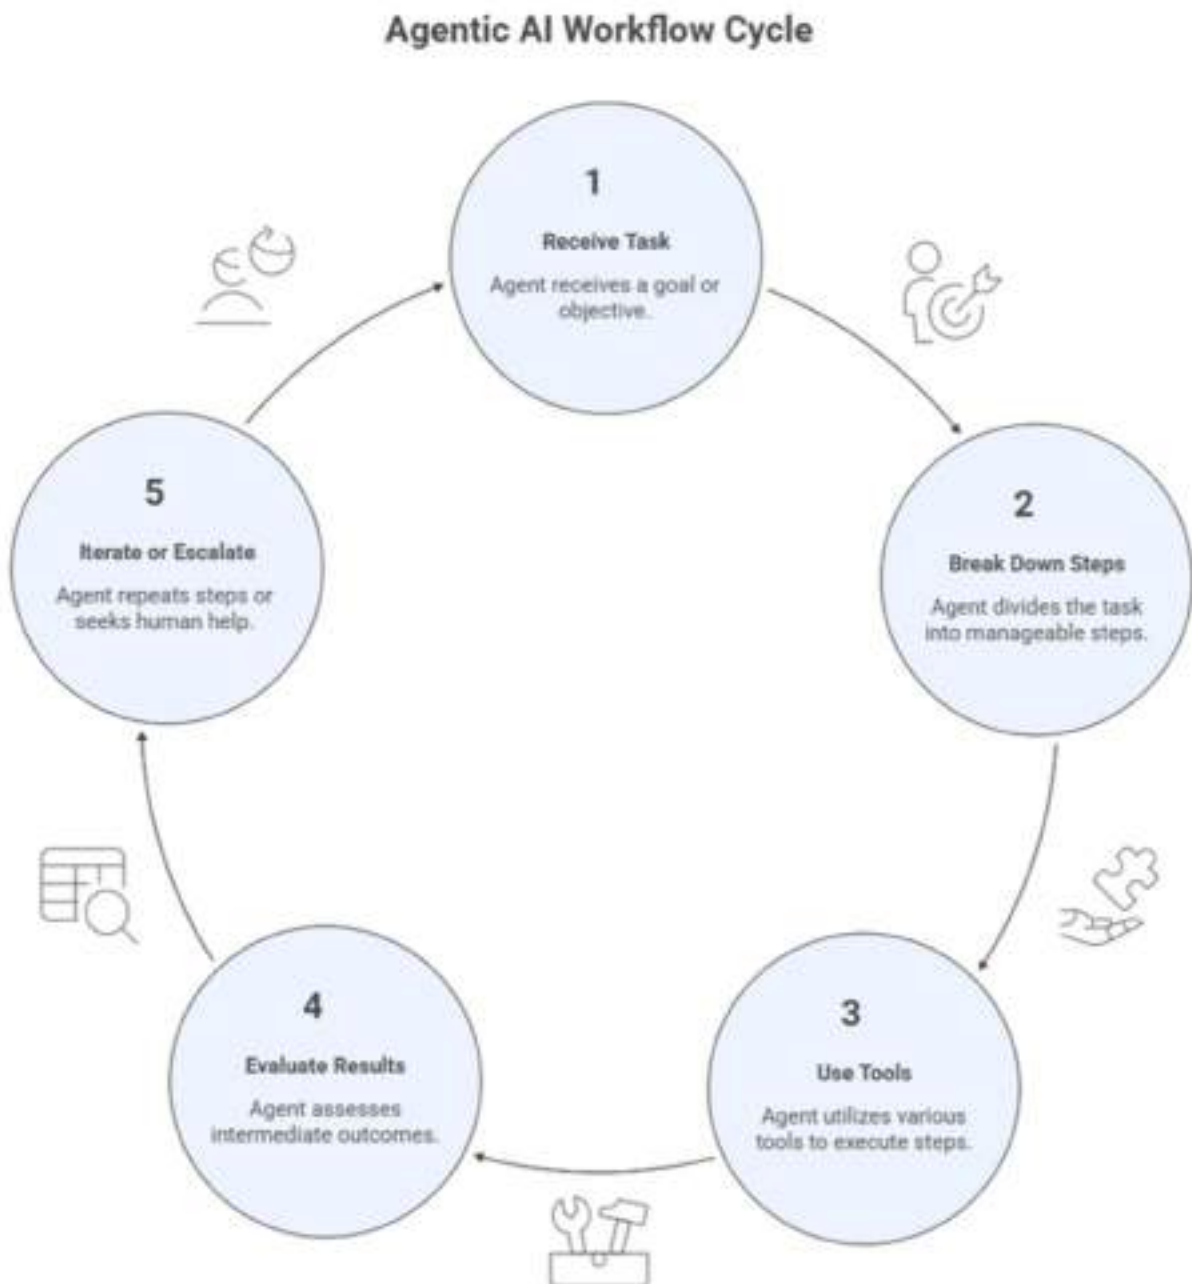 Agentic AI Workflow Cycle
1
Receive Task
Agent receives a goal or
objective.
2
Break Down Steps
Agent divides the task
into manageable steps.
3
Use Tools
Agent utilizes various
tools to execute steps.
4
Evaluate Results
Agent assesses
intermediate outcomes.
5
Iterate or Escalate
Agent repeats steps or
seeks human help.